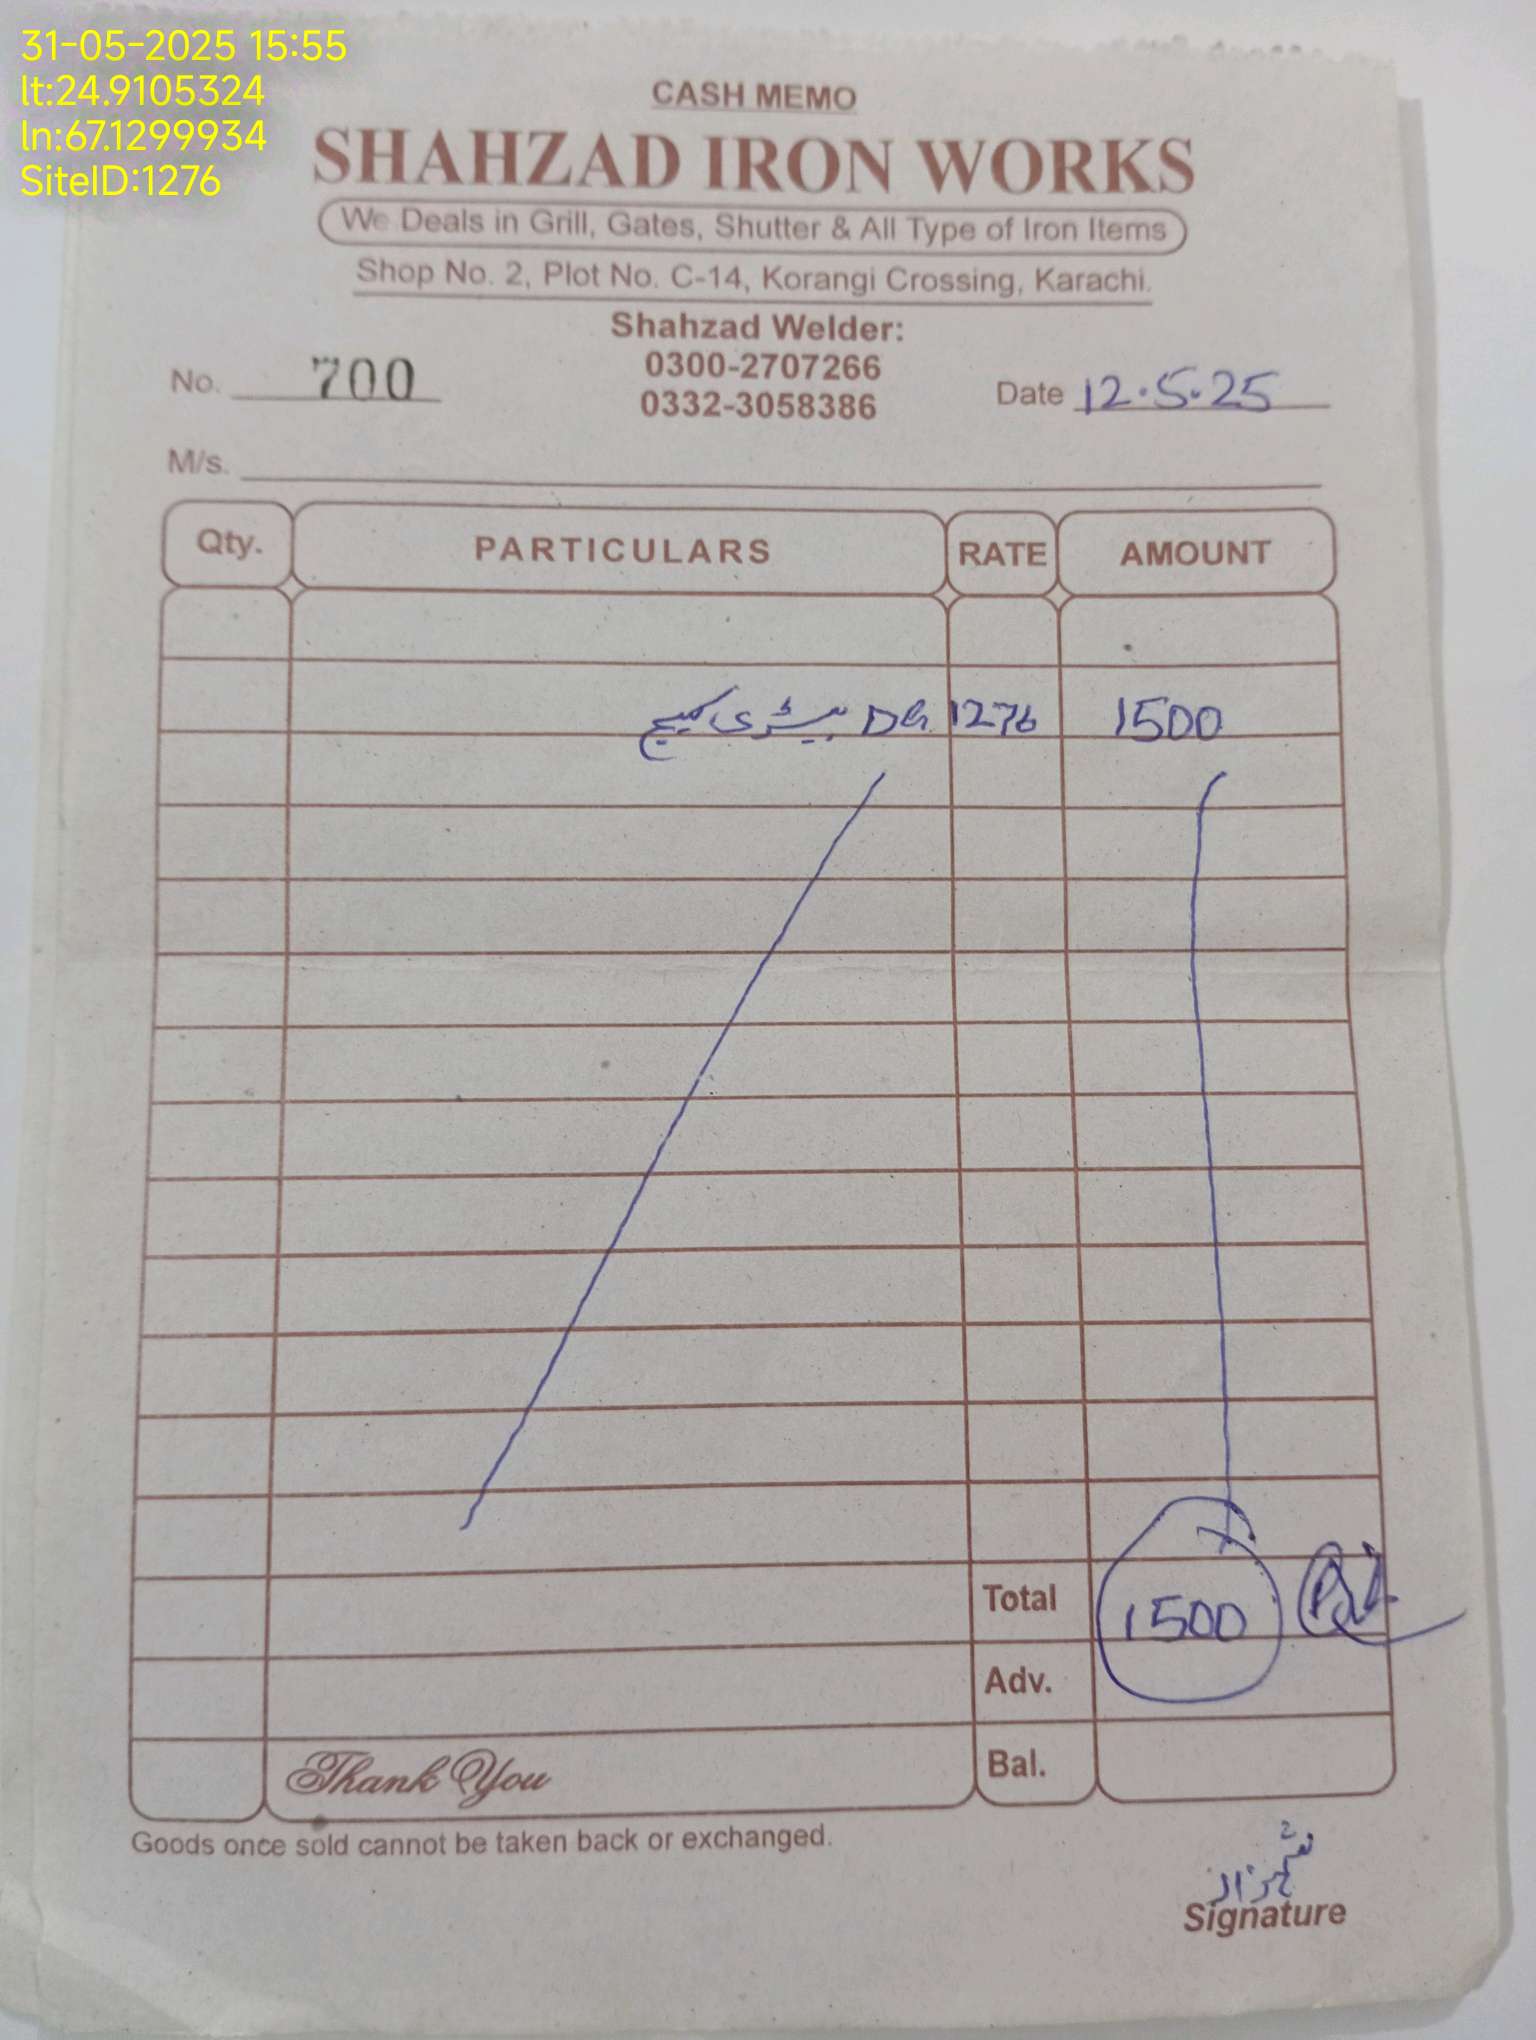 31-05-2025 15:55
lt:24.9105324
ln:67.1299934
SiteID:1276
CASH MEMO
SHAHZAD IRON WORKS
We Deals in Grill, Gates, Shutter & All Type of Iron Items
Shop No. 2, Plot No. C-14, Korangi Crossing, Karachi.
Shahzad Welder:
0300-2707266
0332-3058386
No. 700
Date 12.5.25
M/s.
Qty. PARTICULARS RATE AMOUNT
1276 DG بیٹری کیج 1500
Total 1500
Adv.
Bal.
Thank You
Goods once sold cannot be taken back or exchanged.
شہزاد
Signature